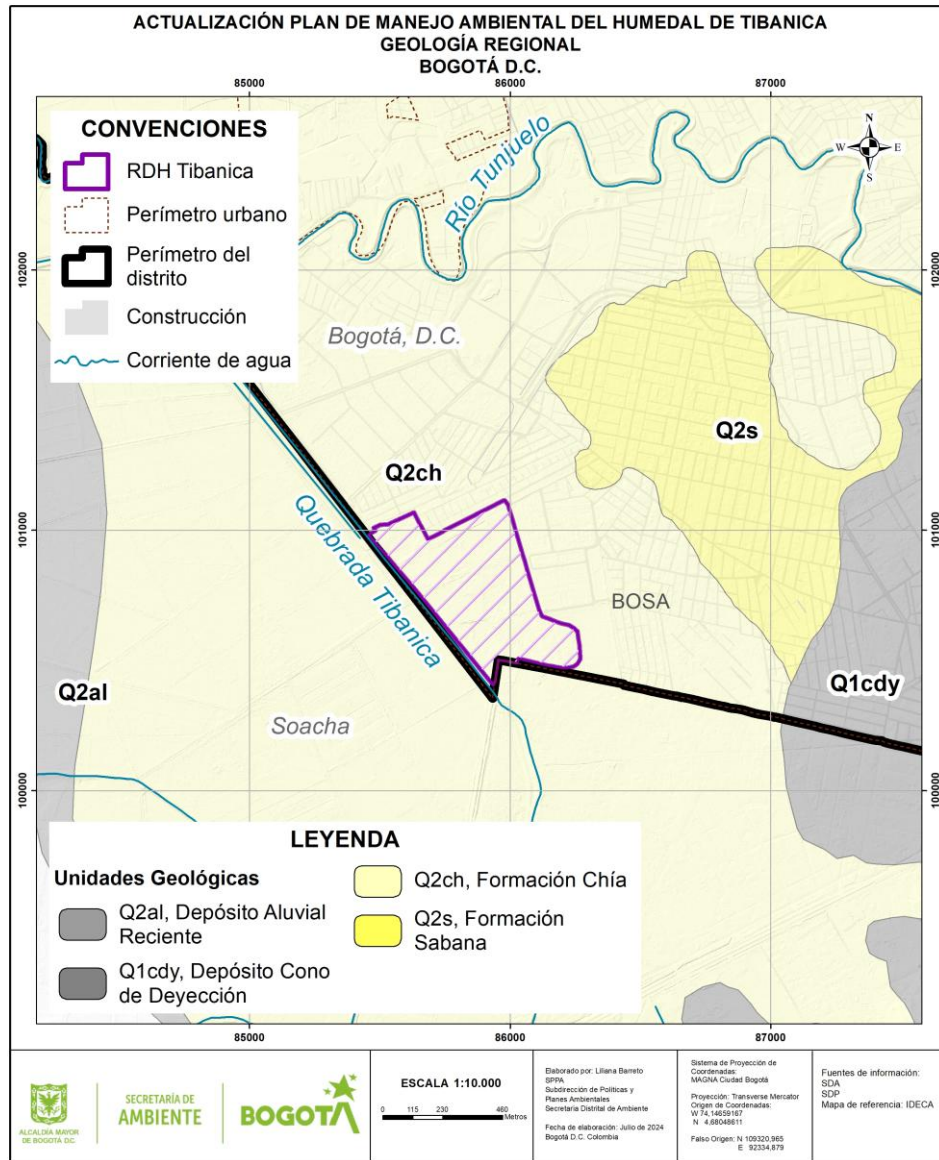 ACTUALIZACIÓN PLAN DE MANEJO AMBIENTAL DEL HUMEDAL DE TIBANICA
GEOLOGÍA REGIONAL
BOGOTÁ D.C.
85000
86000
87000
CONVENCIONES
RDH Tibanica
Perímetro urbano
Perímetro del
distrito
Construcción
Corriente de agua
N
W E
S
Río Tunjuelo
102000
102000
Bogotá, D.C.
Q2s
Q2ch
101000
101000
Quebrada Tibanica
BOSA
Q2al
Q1cdy
Soacha
100000
100000
LEYENDA
Unidades Geológicas
Q2al, Depósito Aluvial
Reciente
Q1cdy, Depósito Cono
de Deyección
Q2ch, Formación Chía
Q2s, Formación
Sabana
85000
86000
87000
ALCALDÍA MAYOR
DE BOGOTÁ D.C.
SECRETARÍA DE
AMBIENTE
BOGOTÁ
ESCALA 1:10.000
0 115 230 460
Metros
Elaborado por: Liliana Barreto
SPPA
Subdirección de Políticas y
Planes Ambientales
Secretaria Distrital de Ambiente
Fecha de elaboración: Julio de 2024
Bogotá D.C. Colombia
Sistema de Proyección de
Coordenadas:
MAGNA Ciudad Bogotá
Proyección: Transverse Mercator
Origen de Coordenadas:
W 74,14659167
N 4,68048611
Falso Origen: N 109320,965
E 92334,879
Fuentes de información:
SDA
SDP
Mapa de referencia: IDECA